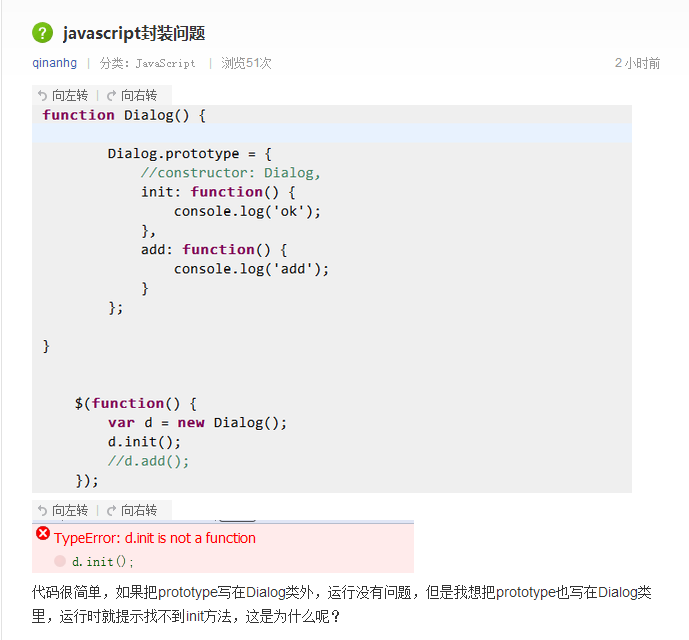 javascript封装问题
qinanhg | 分类：JavaScript | 浏览51次 2 小时前
向左转 | 向右转
function Dialog() {
Dialog.prototype = {
//constructor: Dialog,
init: function() {
console.log('ok');
},
add: function() {
console.log('add');
}
};
}
$(function() {
var d = new Dialog();
d.init();
//d.add();
});
向左转 | 向右转
TypeError: d.init is not a function
d.init();
代码很简单，如果把prototype写在Dialog类外，运行没有问题，但是我想把prototype也写在Dialog类
里，运行时就提示找不到init方法，这是为什么呢？